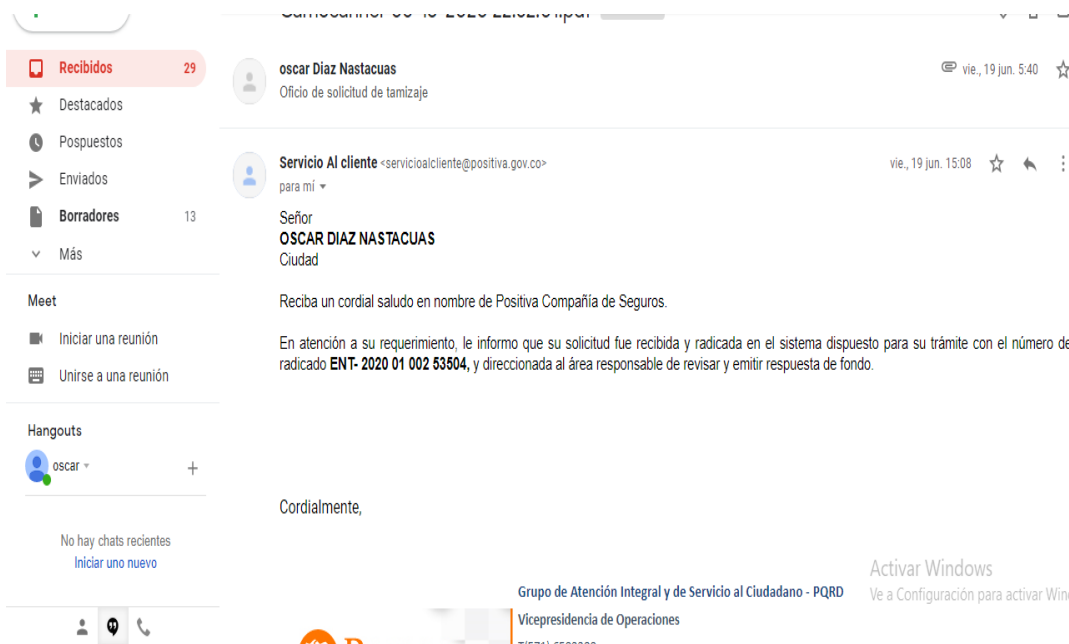 Recibidos 29
Destacados
Pospuestos
Enviados
Borradores 13
Más
Meet
Iniciar una reunión
Unirse a una reunión
Hangouts
oscar
No hay chats recientes
Iniciar uno nuevo
oscar Diaz Nastacuas vie., 19 jun. 5:40
Oficio de solicitud de tamizaje
Servicio Al cliente <servicioalcliente@positiva.gov.co> vie., 19 jun. 15:08
para mí
Señor
OSCAR DIAZ NASTACUAS
Ciudad
Reciba un cordial saludo en nombre de Positiva Compañía de Seguros.
En atención a su requerimiento, le informo que su solicitud fue recibida y radicada en el sistema dispuesto para su trámite con el número de
radicado ENT- 2020 01 002 53504, y direccionada al área responsable de revisar y emitir respuesta de fondo.
Cordialmente,
Grupo de Atención Integral y de Servicio al Ciudadano - PQRD
Vicepresidencia de Operaciones
Activar Windows
Ve a Configuración para activar